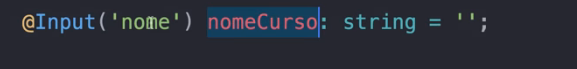 @Input('nome') nomeCurso: string = '';